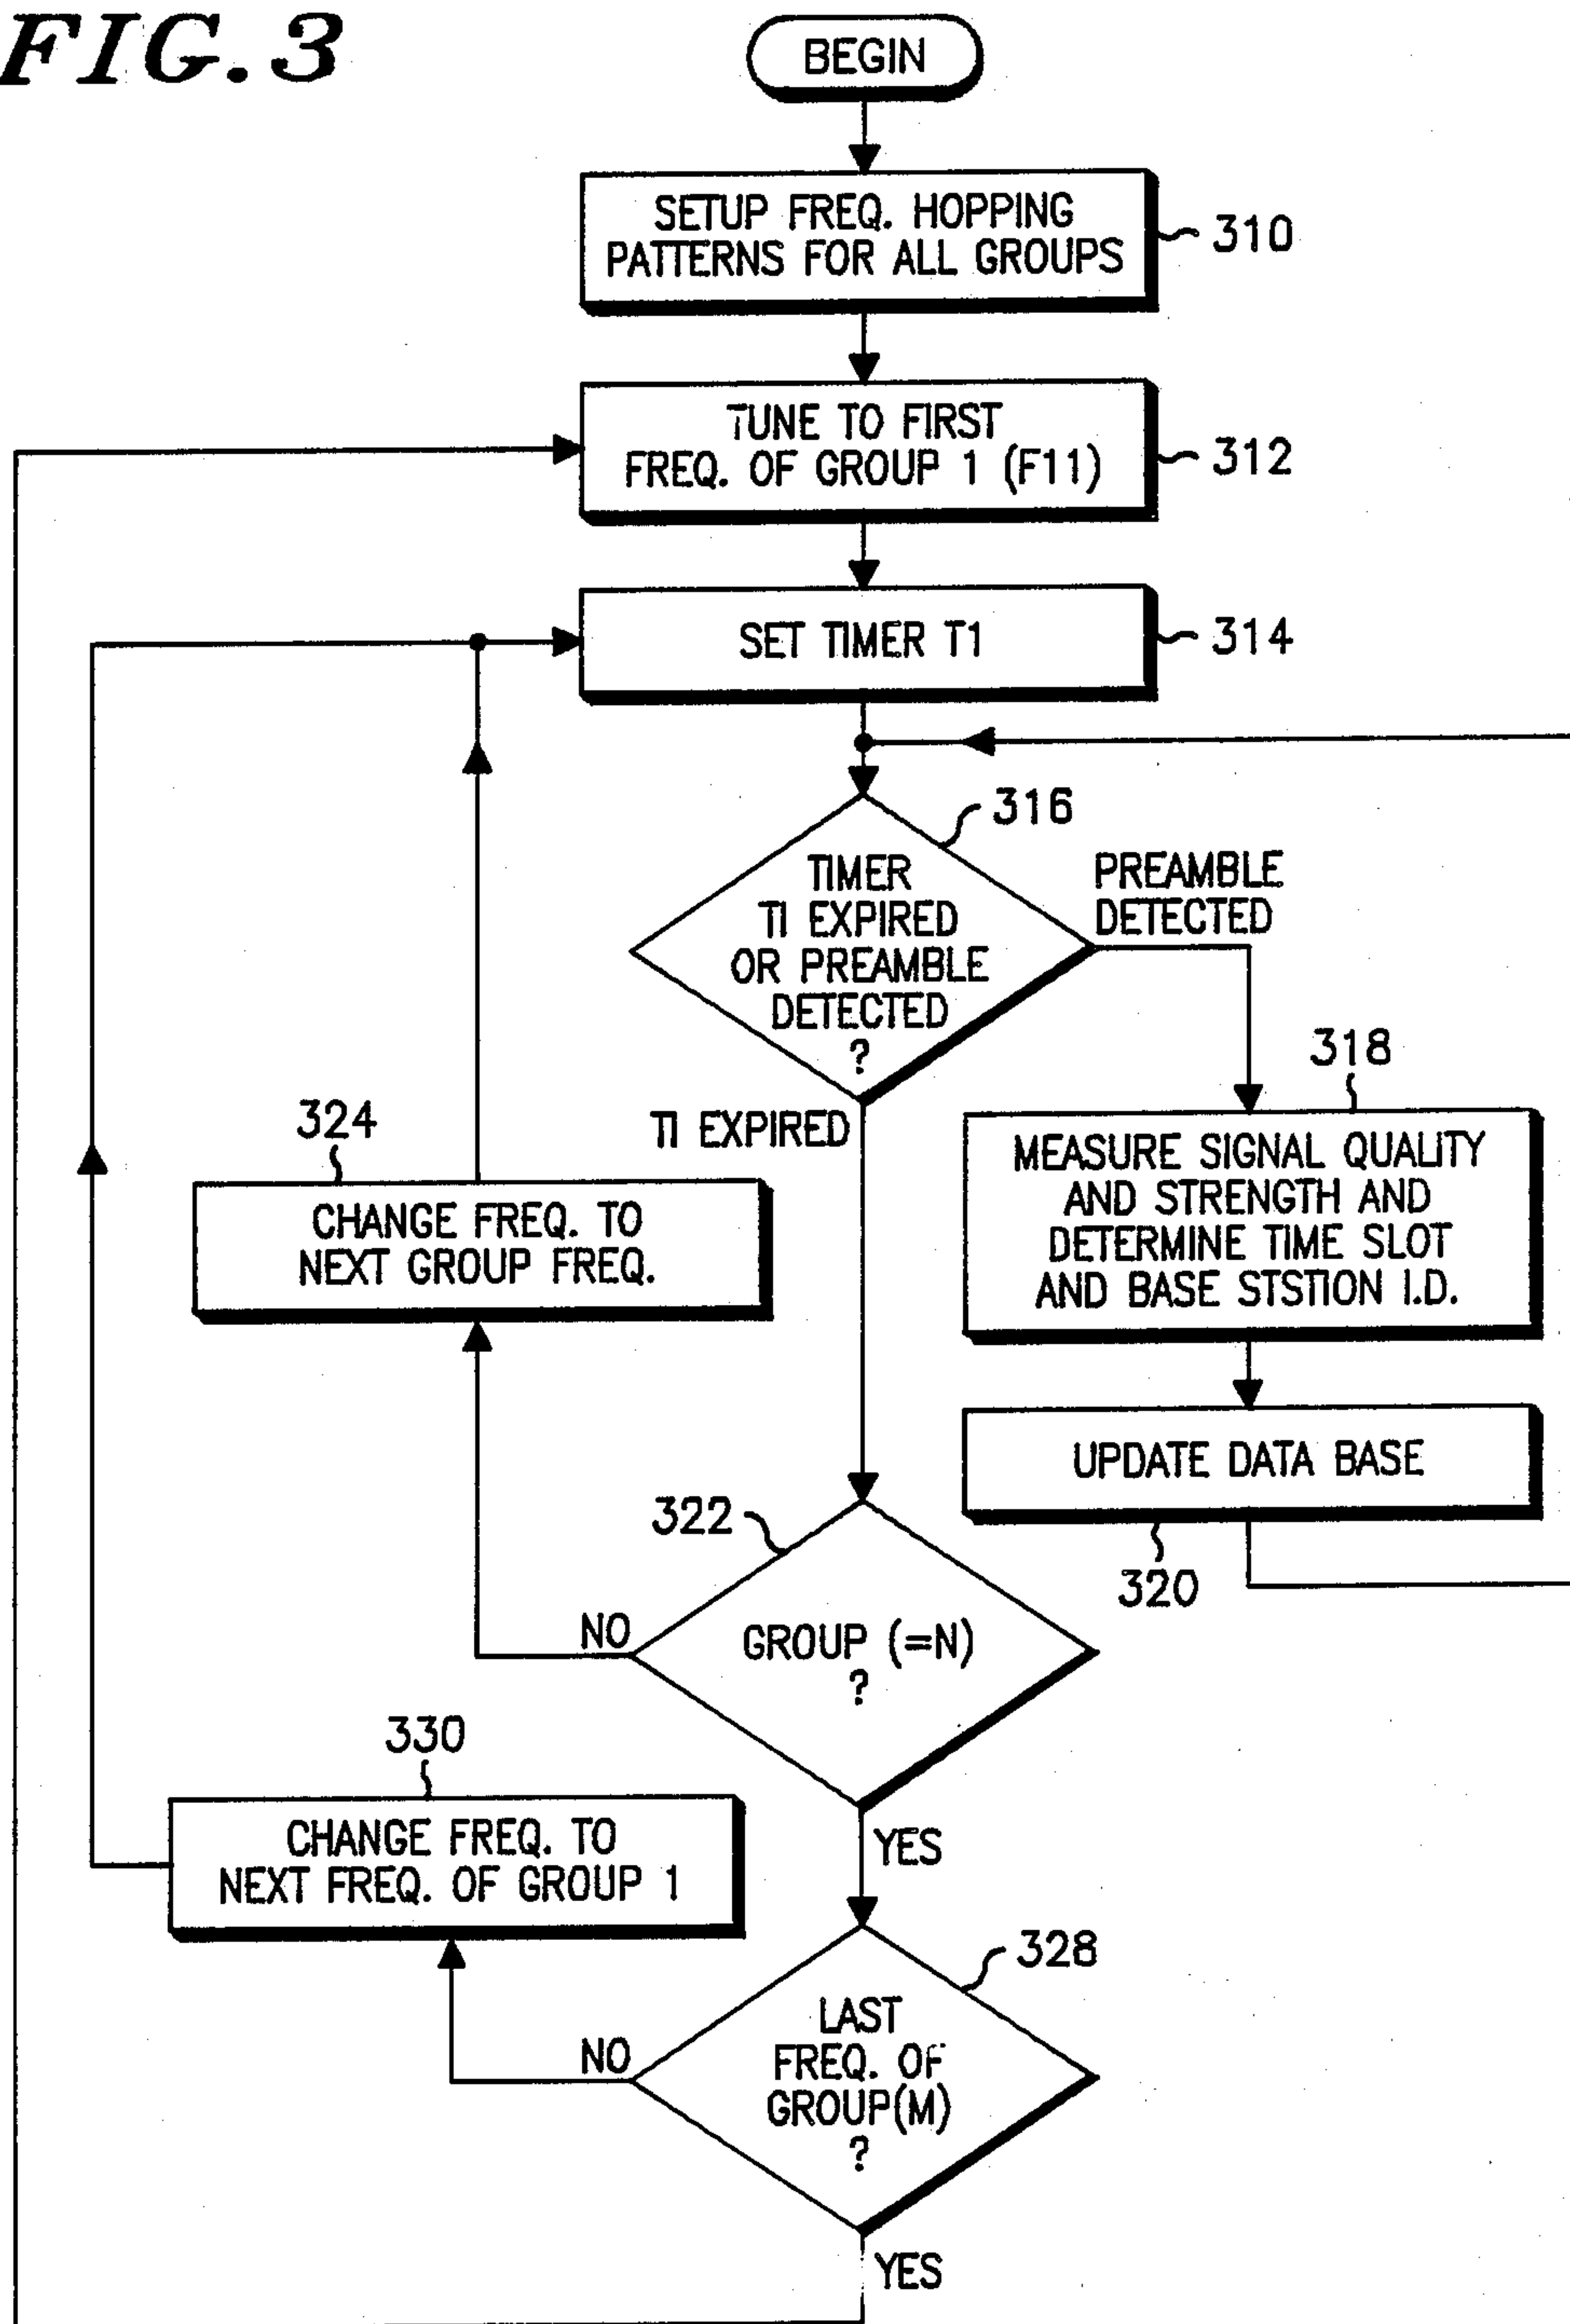 FIG.3
BEGIN
SETUP FREQ. HOPPING
PATTERNS FOR ALL GROUPS
310
TUNE TO FIRST
FREQ. OF GROUP 1 (F11)
312
SET TIMER T1
314
316
TIMER
TI EXPIRED
OR PREAMBLE
DETECTED
?
PREAMBLE
DETECTED
TI EXPIRED
318
MEASURE SIGNAL QUALITY
AND STRENGTH AND
DETERMINE TIME SLOT
AND BASE STSTION I.D.
324
CHANGE FREQ. TO
NEXT GROUP FREQ.
UPDATE DATA BASE
320
322
GROUP (=N)
?
NO
YES
330
CHANGE FREQ. TO
NEXT FREQ. OF GROUP 1
328
LAST
FREQ. OF
GROUP(M)
?
NO
YES